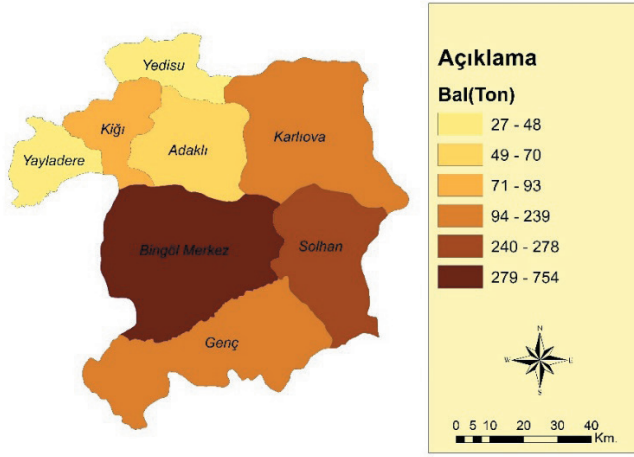 Yedisu
Kiğı
Karlıova
Adaklı
Yayladere
Bingöl Merkez
Solhan
Genç
Açıklama
Bal(Ton)
27 - 48
49 - 70
71 - 93
94 - 239
240 - 278
279 - 754
N
W
E
S
0 5 10 20 30 40
Km.